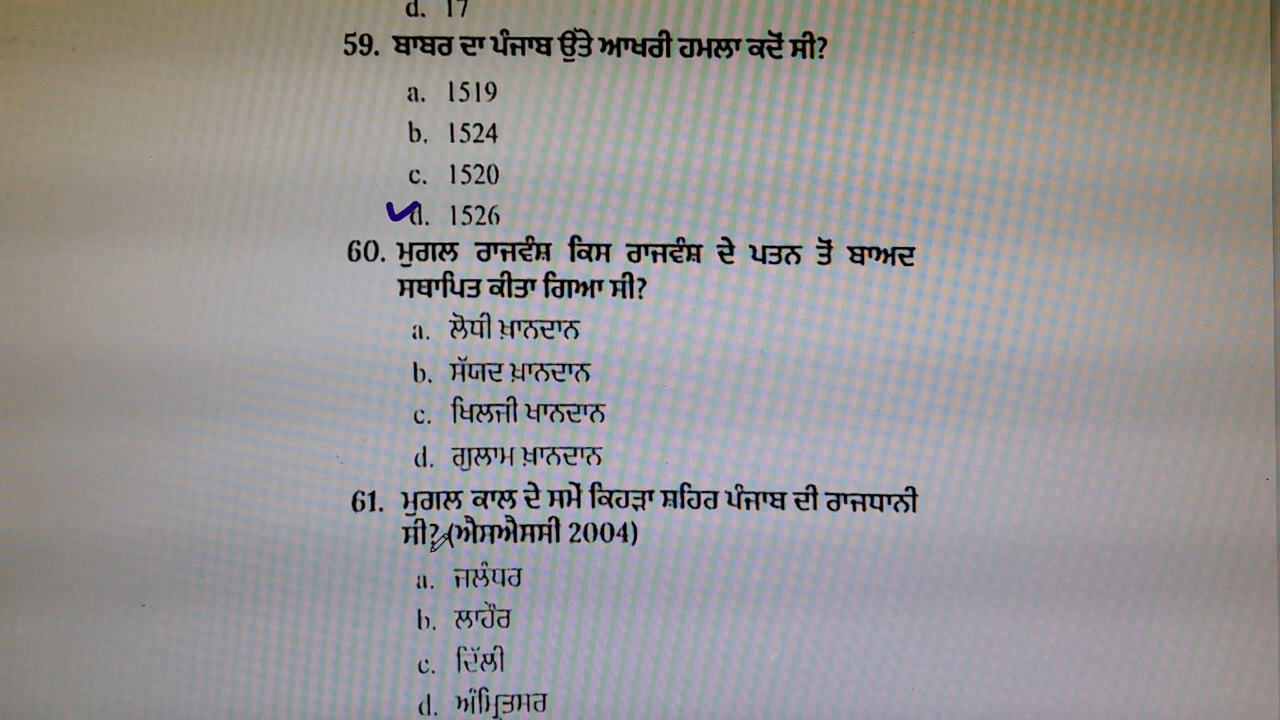 d. 17
59. ਬਾਬਰ ਦਾ ਪੰਜਾਬ ਉੱਤੇ ਆਖਰੀ ਹਮਲਾ ਕਦੋਂ ਸੀ?
a. 1519
b. 1524
c. 1520
d. 1526
60. ਮੁਗਲ ਰਾਜਵੰਸ਼ ਕਿਸ ਰਾਜਵੰਸ਼ ਦੇ ਪਤਨ ਤੋਂ ਬਾਅਦ
ਸਥਾਪਿਤ ਕੀਤਾ ਗਿਆ ਸੀ?
a. ਲੋਧੀ ਖ਼ਾਨਦਾਨ
b. ਸੱਯਦ ਖ਼ਾਨਦਾਨ
c. ਖਿਲਜੀ ਖਾਨਦਾਨ
d. ਗੁਲਾਮ ਖ਼ਾਨਦਾਨ
61. ਮੁਗਲ ਕਾਲ ਦੇ ਸਮੇਂ ਕਿਹੜਾ ਸ਼ਹਿਰ ਪੰਜਾਬ ਦੀ ਰਾਜਧਾਨੀ
ਸੀ? (ਐਸਐਸਸੀ 2004)
a. ਜਲੰਧਰ
b. ਲਾਹੌਰ
c. ਦਿੱਲੀ
d. ਅੰਮ੍ਰਿਤਸਰ